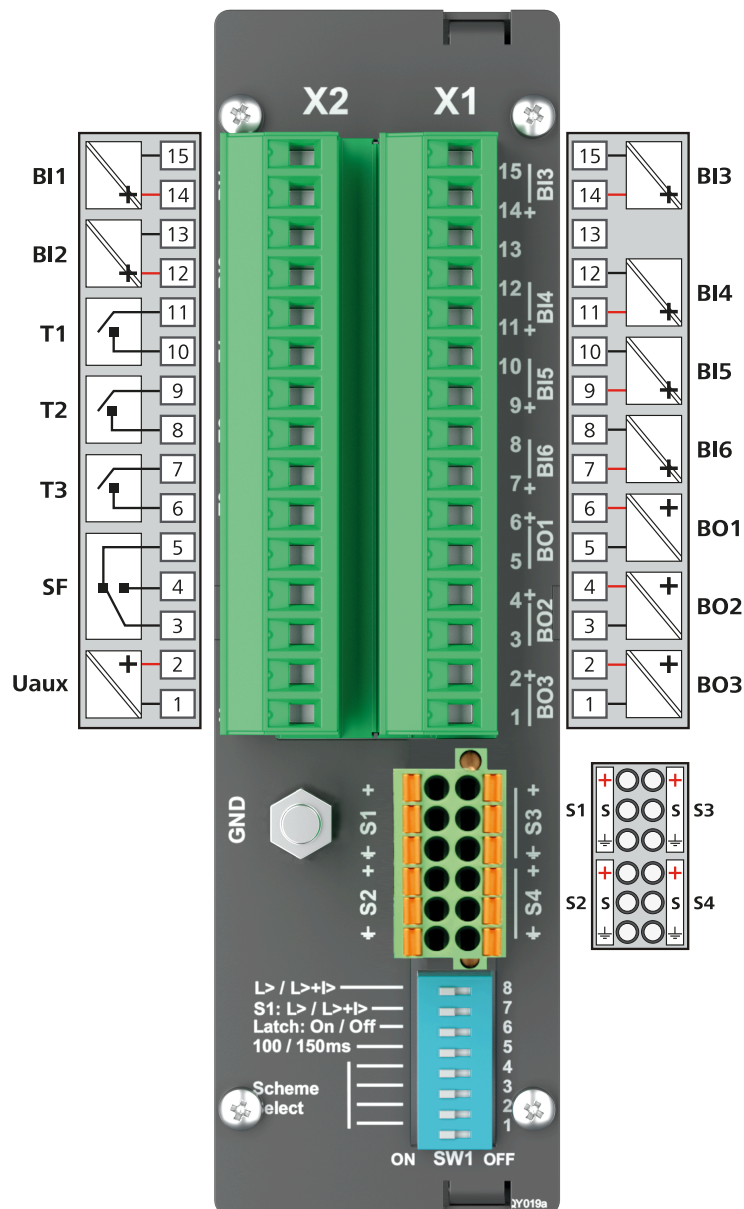 X2 X1
BI1
15
14
BI2
13
12
T1
11
10
T2
9
8
T3
7
6
SF
5
4
3
Uaux
2
1
15
14+
BI3
13
12
11+
BI4
10
9+
BI5
8
7+
BI6
6+
5
BO1
4+
3
BO2
2+
1
BO3
15
14
BI3
13
12
11
BI4
10
9
BI5
8
7
BI6
6
5
BO1
4
3
BO2
2
1
BO3
GND
+ S1
+ S2
S3 +
S4 +
S1 + S S + S3
S2 + S S + S4
L> / L>+I> 8
S1: L> / L>+I> 7
Latch: On / Off 6
100 / 150ms 5
Scheme
4
3
2
1
ON SW1 OFF